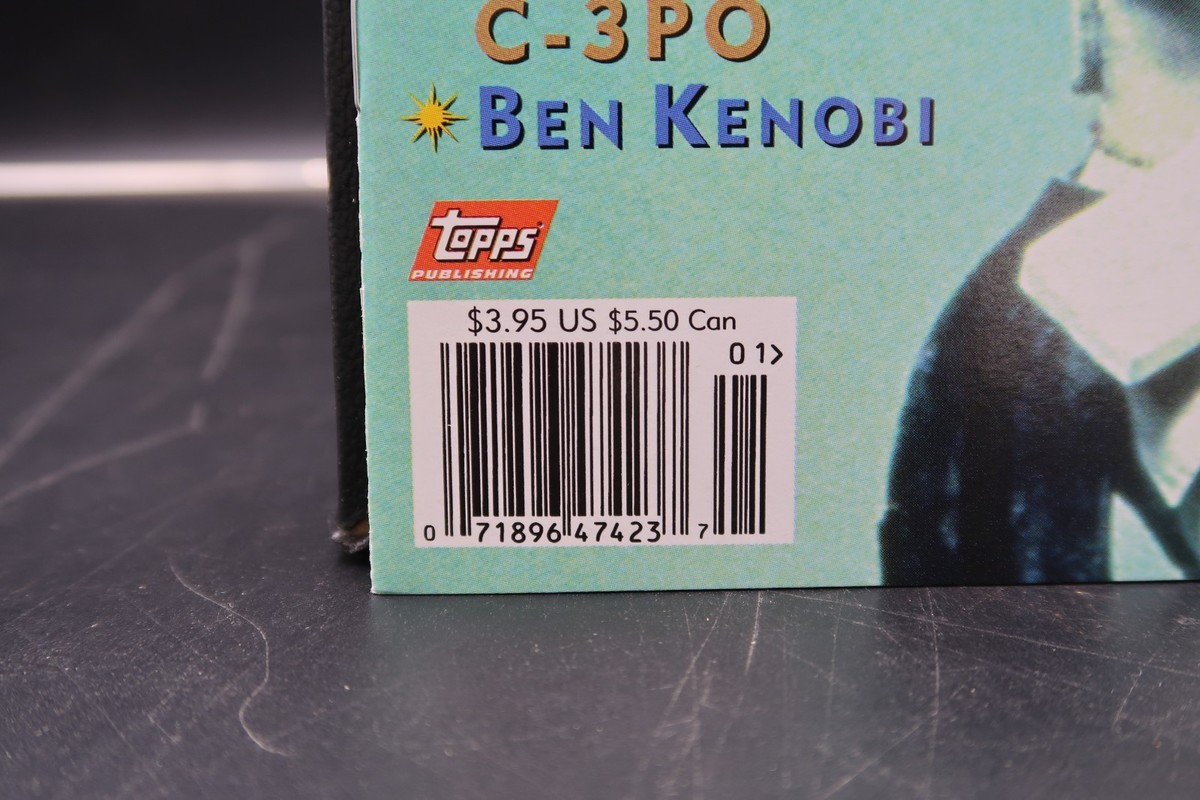 C-3PO
BEN KENOBI
topps
PUBLISHING
$3.95 US $5.50 Can
01>
0 71896 47423 7